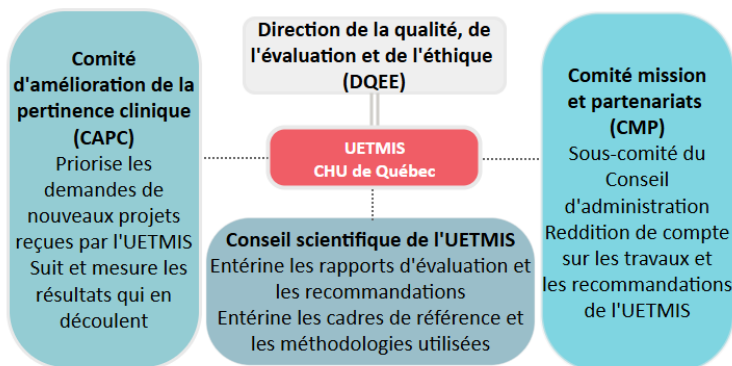 Comité
d'amélioration de la
pertinence clinique
(CAPC)
Priorise les
demandes de
nouveaux projets
reçues par l'UETMIS
Suit et mesure les
résultats qui en
découlent
Direction de la qualité, de
l'évaluation et de l'éthique
(DQEE)
UETMIS
CHU de Québec
Conseil scientifique de l'UETMIS
Entérine les rapports d'évaluation et
les recommandations
Entérine les cadres de référence et
les méthodologies utilisées
Comité mission
et partenariats
(CMP)
Sous-comité du
Conseil
d'administration
Reddition de compte
sur les travaux et
les recommandations
de l'UETMIS